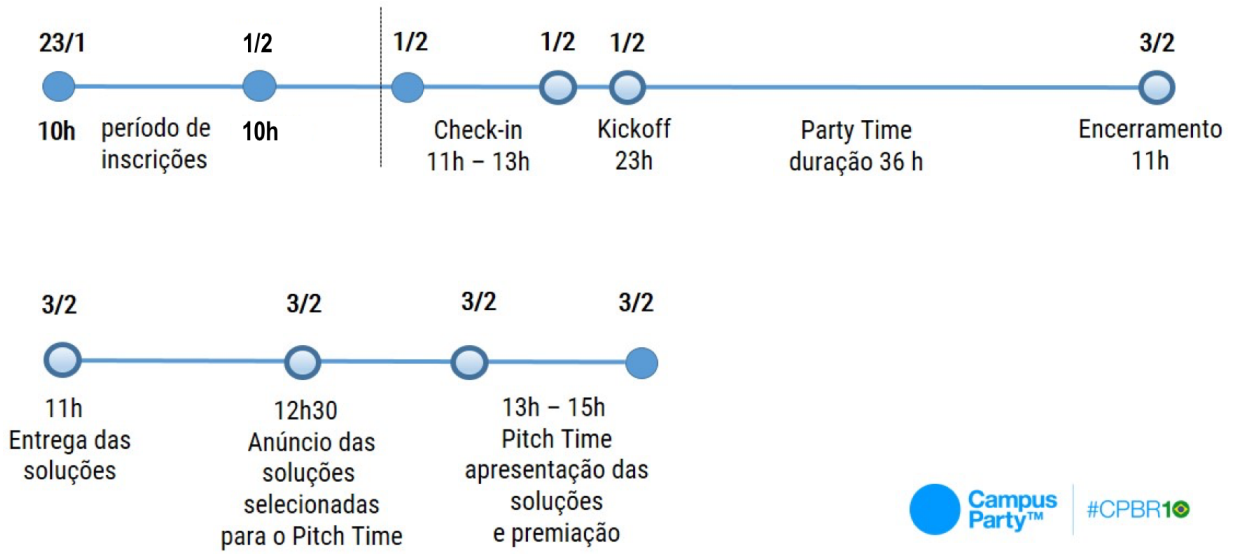 23/1
1/2
1/2
1/2
1/2
3/2
10h
período de
inscrições
10h
Check-in
11h – 13h
Kickoff
23h
Party Time
duração 36 h
Encerramento
11h
3/2
3/2
3/2
3/2
11h
Entrega das
soluções
12h30
Anúncio das
soluções
selecionadas
para o Pitch Time
13h – 15h
Pitch Time
apresentação das
soluções
e premiação
Campus
Party™
#CPBR10